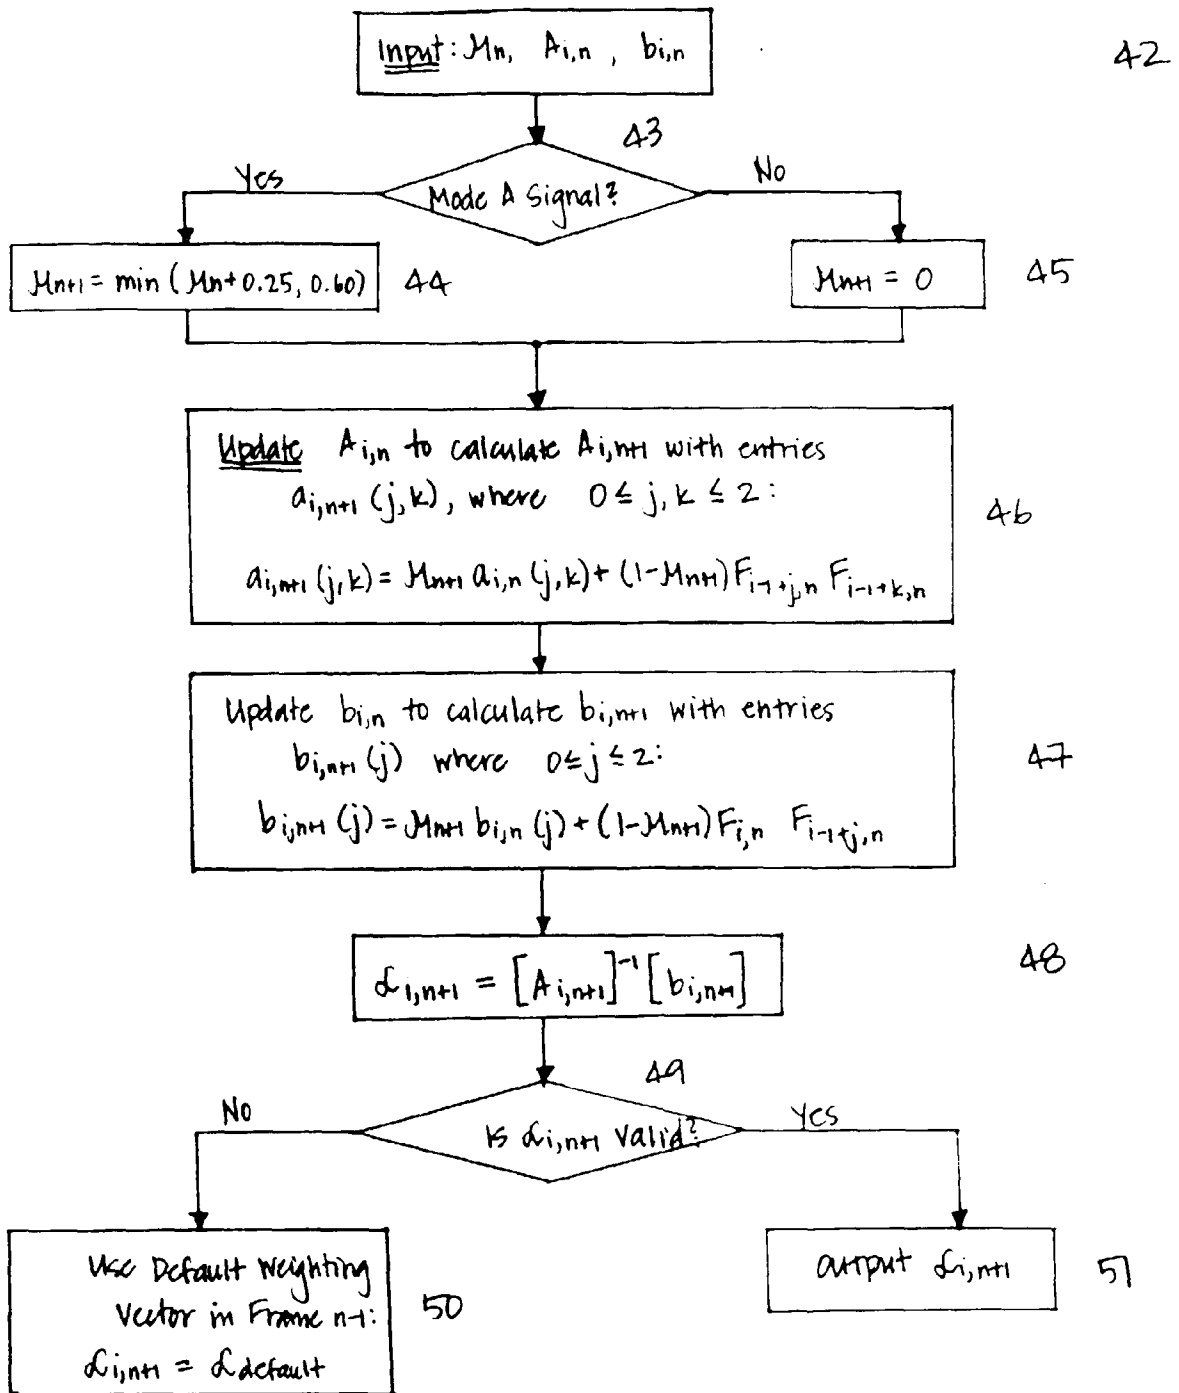 Input: μn, Ai,n, bi,n
42
43
Yes
No
Mode A Signal?
μn+1 = min (μn+0.25, 0.60)
44
μn+1 = 0
45
Update Ai,n to calculate Ai,n+1 with entries
ai,n+1 (j,k), where 0 ≤ j, k ≤ 2:
ai,n+1 (j,k) = μn+1 ai,n (j,k) + (1-μn+1) Fi-1+j,n Fi-1+k,n
46
Update bi,n to calculate bi,n+1 with entries
bi,n+1 (j) where 0≤j≤2:
bi,n+1 (j) = μn+1 bi,n (j) + (1-μn+1) Fi,n Fi-1+j,n
47
αi,n+1 = [Ai,n+1]⁻¹ [bi,n+1]
48
49
No
Yes
Is αi,n+1 valid?
Use Default Weighting
Vector in Frame n-1:
αi,n+1 = αdefault
50
Output αi,n+1
51